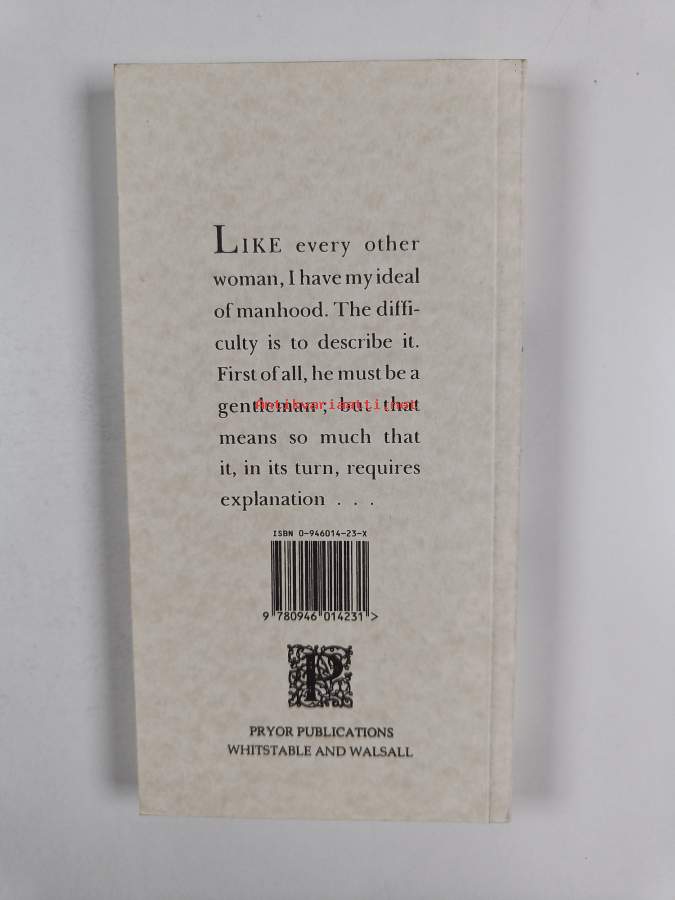 LIKE every other
woman, I have my ideal
of manhood. The diffi-
culty is to describe it.
First of all, he must be a
gentleman; but that
means so much that
it, in its turn, requires
explanation . . .
Antikvariaatti.net
ISBN 0-946014-23-X
9 780946 014231 >
P
PRYOR PUBLICATIONS
WHITSTABLE AND WALSALL